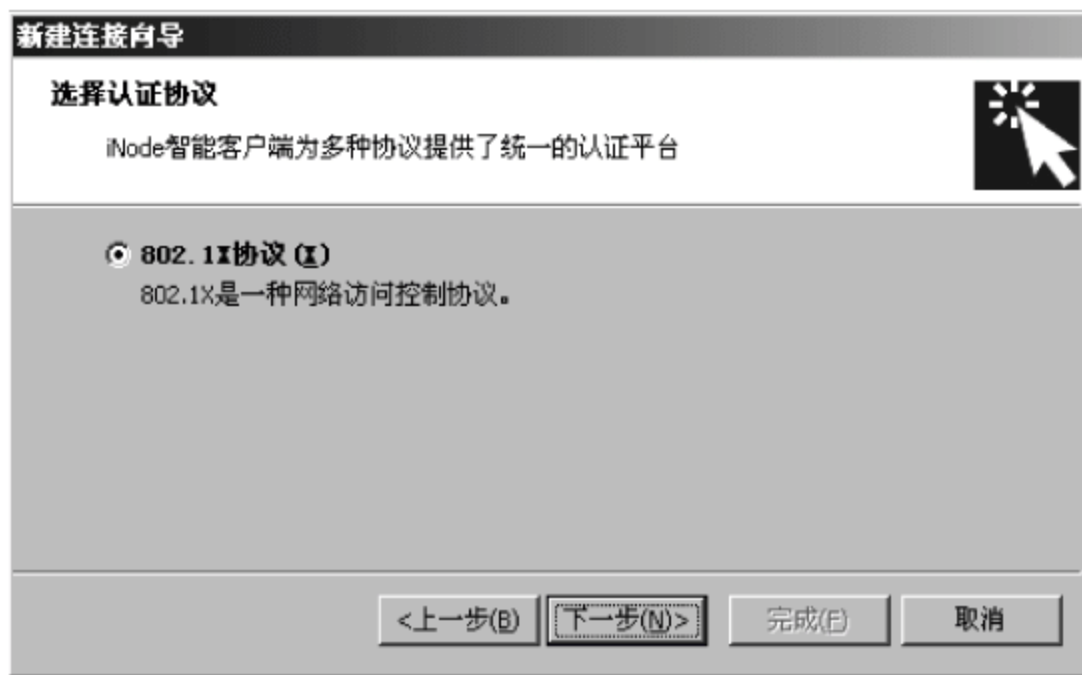 新建连接向导
选择认证协议
iNode智能客户端为多种协议提供了统一的认证平台
802.1X协议(X)
802.1X是一种网络访问控制协议。
<上一步(B) 下一步(N)> 完成(F) 取消